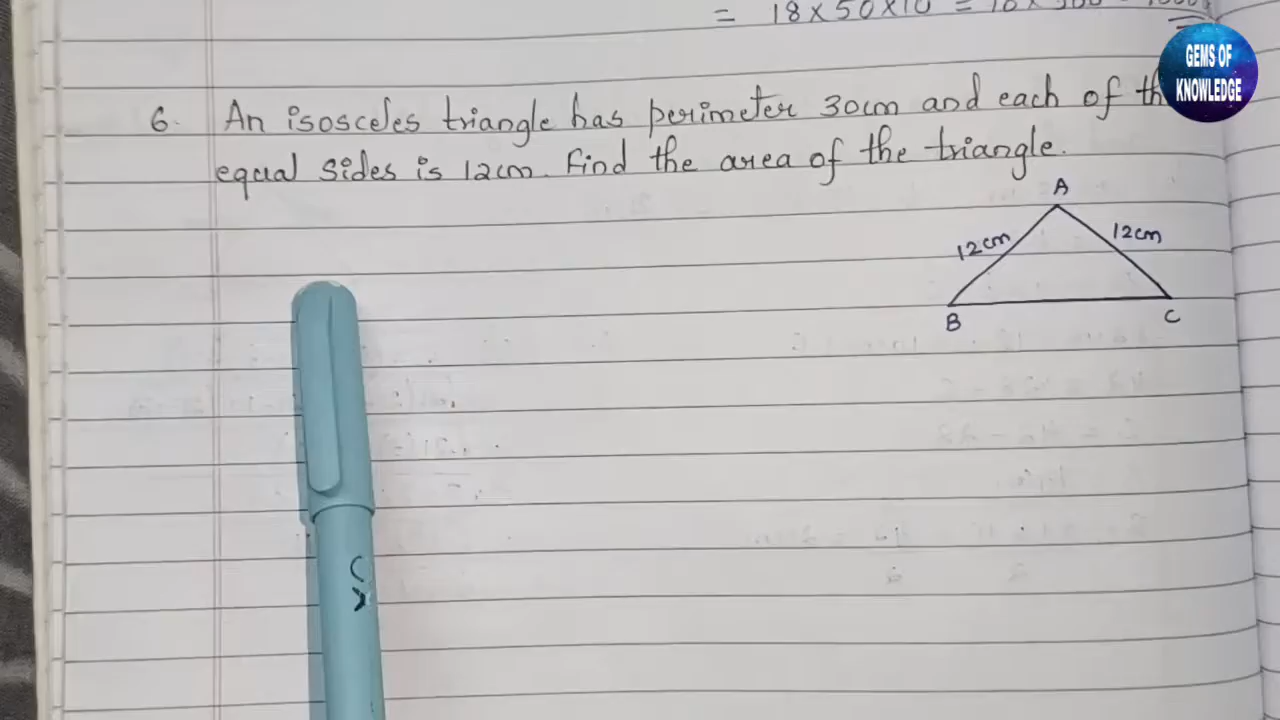 = 18 × 50 × 10 =
GEMS OF
KNOWLEDGE
6. An isosceles triangle has perimeter 30cm and each of
equal sides is 12cm. Find the area of the triangle.
A
12cm 12cm
B C